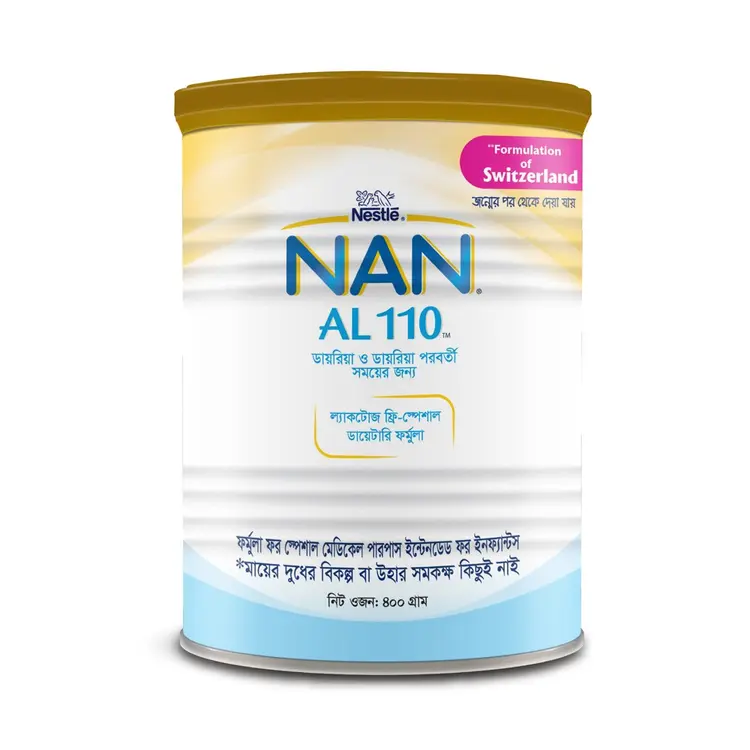 **Formulation
of
Switzerland
জন্মের পর থেকে দেয়া যায়
Nestlé®
NAN®
AL 110™
ডায়রিয়া ও ডায়রিয়া পরবর্তী
সময়ের জন্য
ল্যাকটোজ ফ্রি-স্পেশাল
ডায়েটারি ফর্মুলা
ফর্মুলা ফর স্পেশাল মেডিকেল পারপাস ইন্টেনডেড ফর ইনফ্যান্টস
*মায়ের দুধের বিকল্প বা উহার সমকক্ষ কিছুই নাই
নিট ওজন: ৪০০ গ্রাম